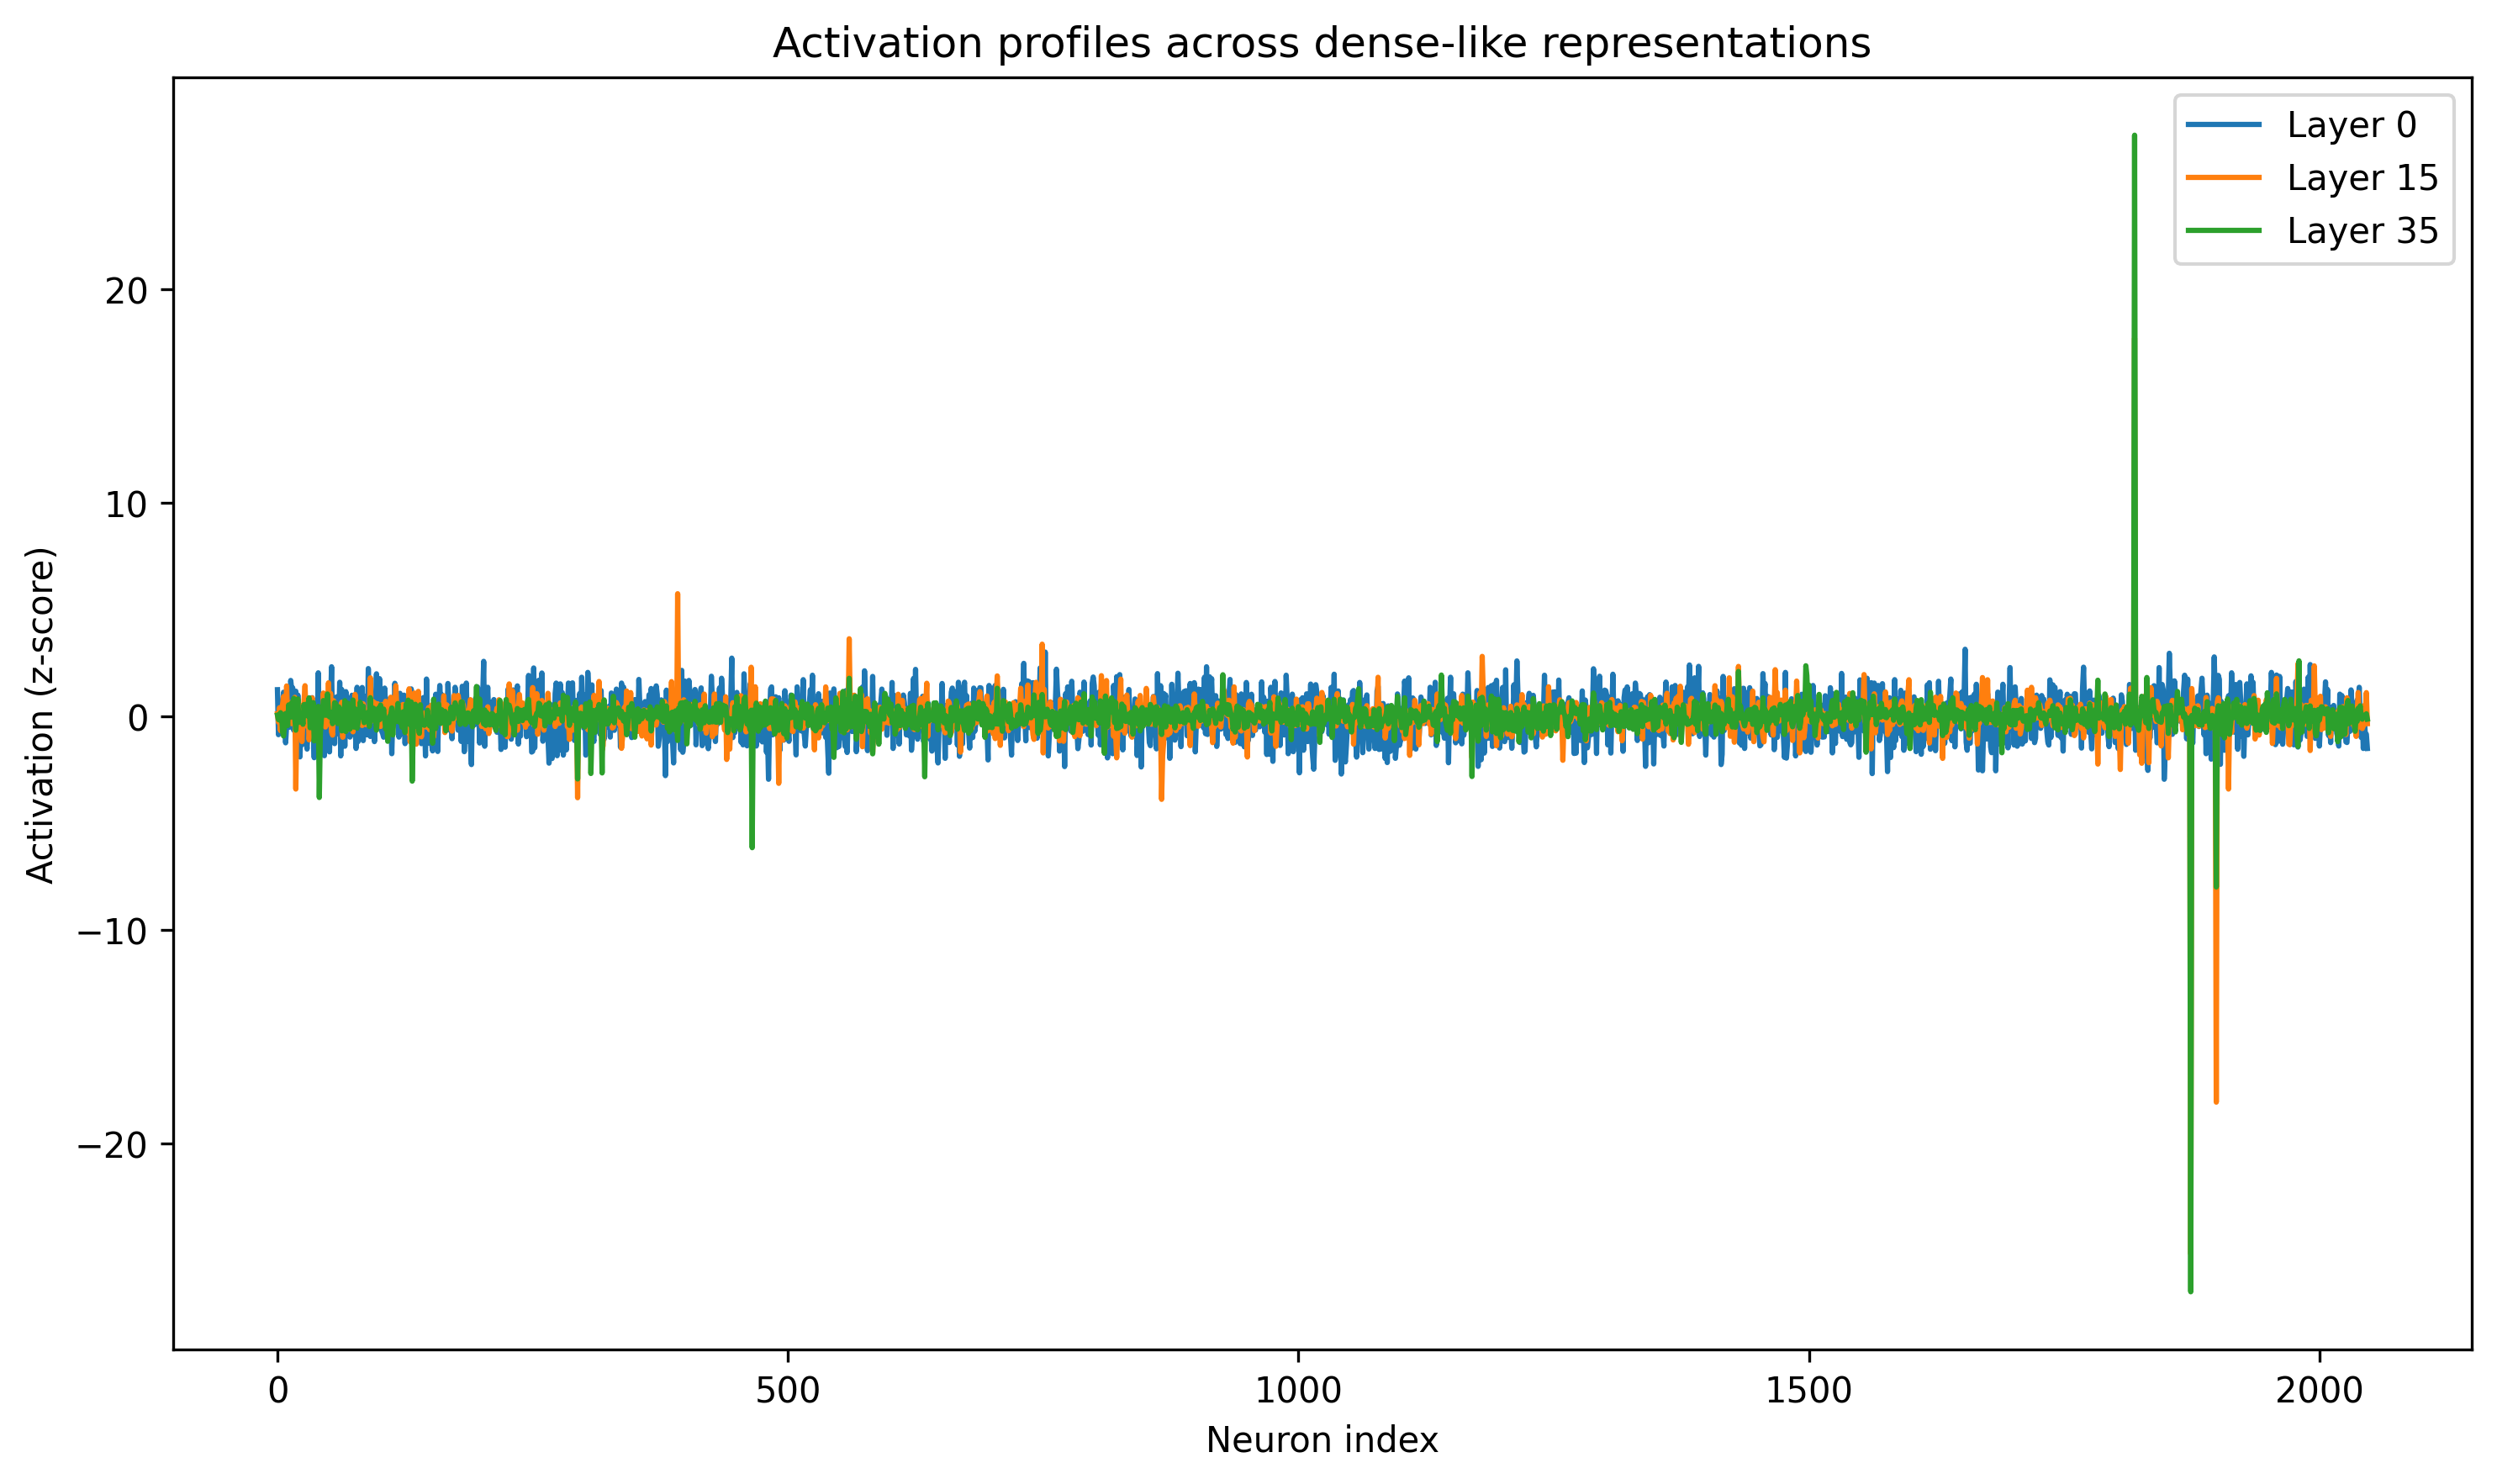 Activation profiles across dense-like representations
Layer 0
Layer 15
Layer 35
Activation (z-score)
20
10
0
−10
−20
0
500
1000
1500
2000
Neuron index